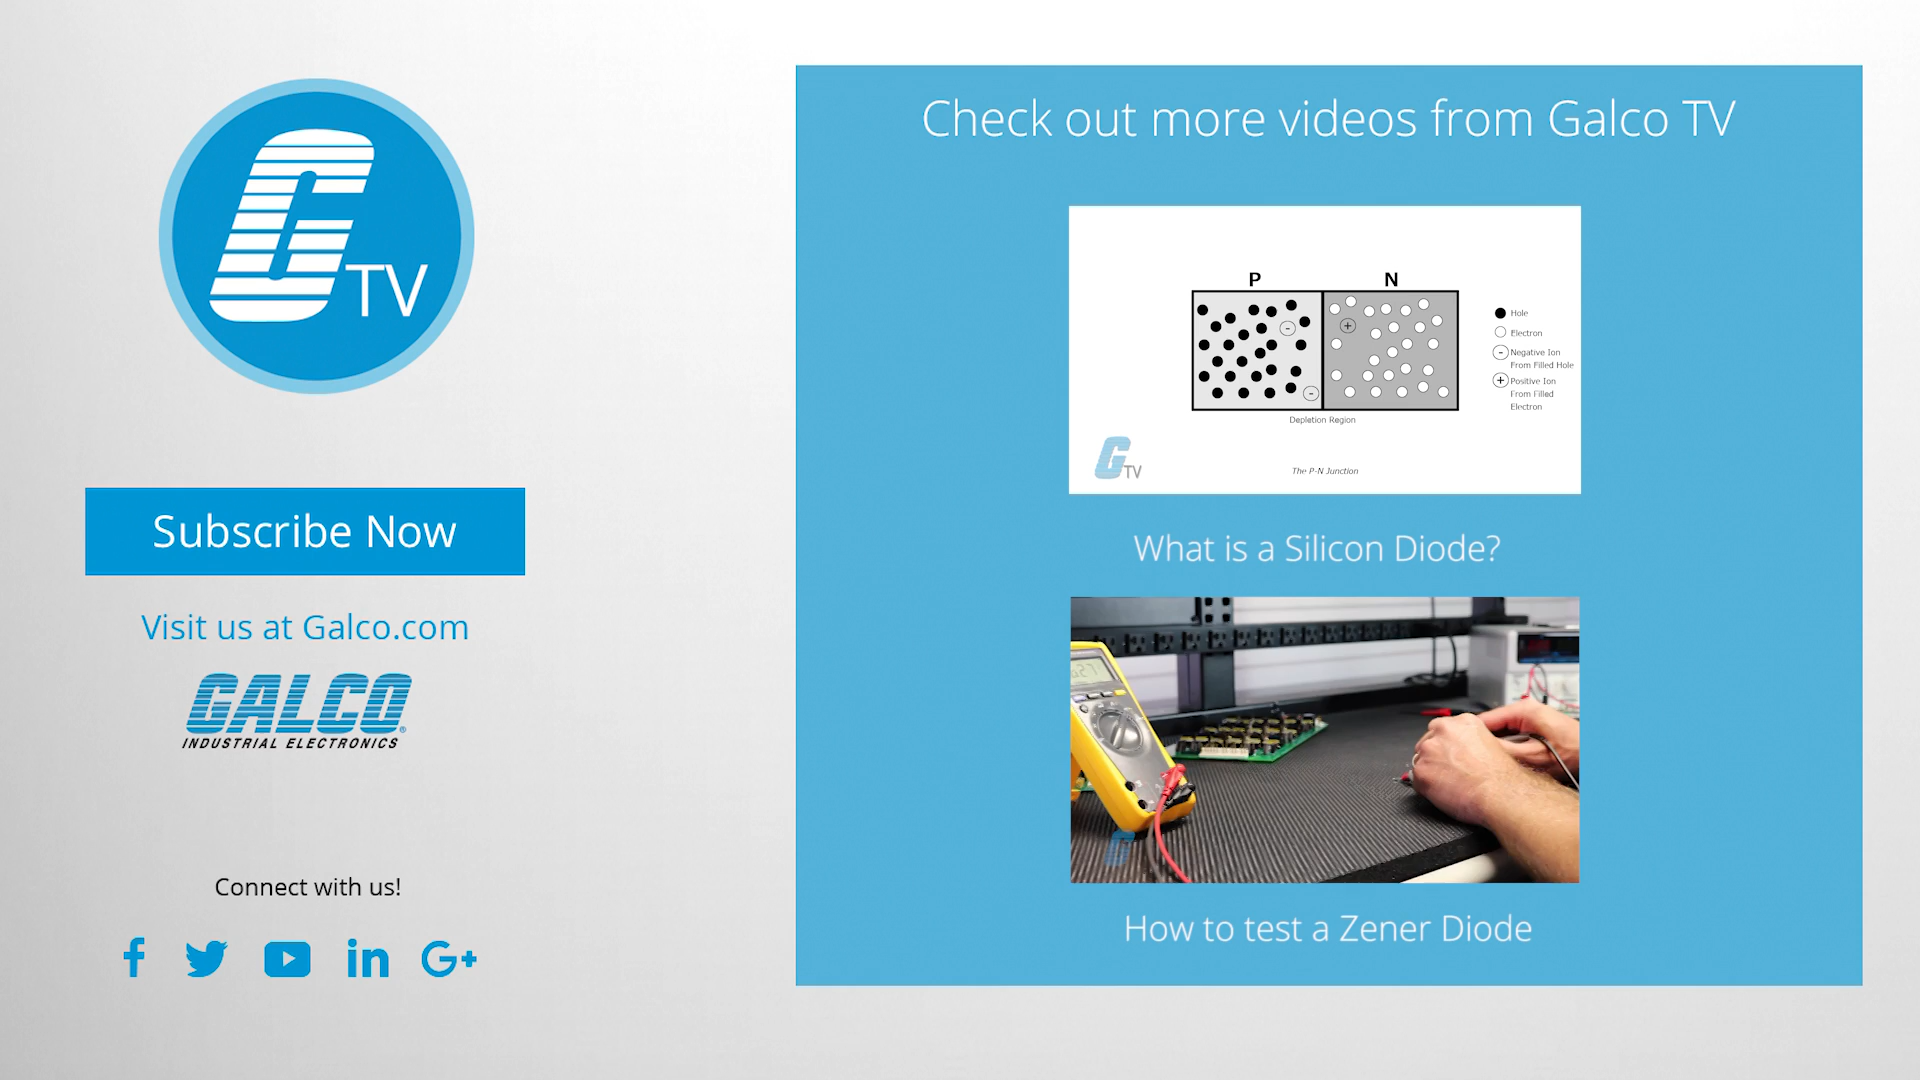 TV
Subscribe Now
Visit us at Galco.com
GALCO®
INDUSTRIAL ELECTRONICS
Connect with us!
Check out more videos from Galco TV
P N
Hole
Electron
- Negative Ion
From Filled Hole
+ Positive Ion
From Filled
Electron
Depletion Region
GTV
The P-N Junction
What is a Silicon Diode?
How to test a Zener Diode